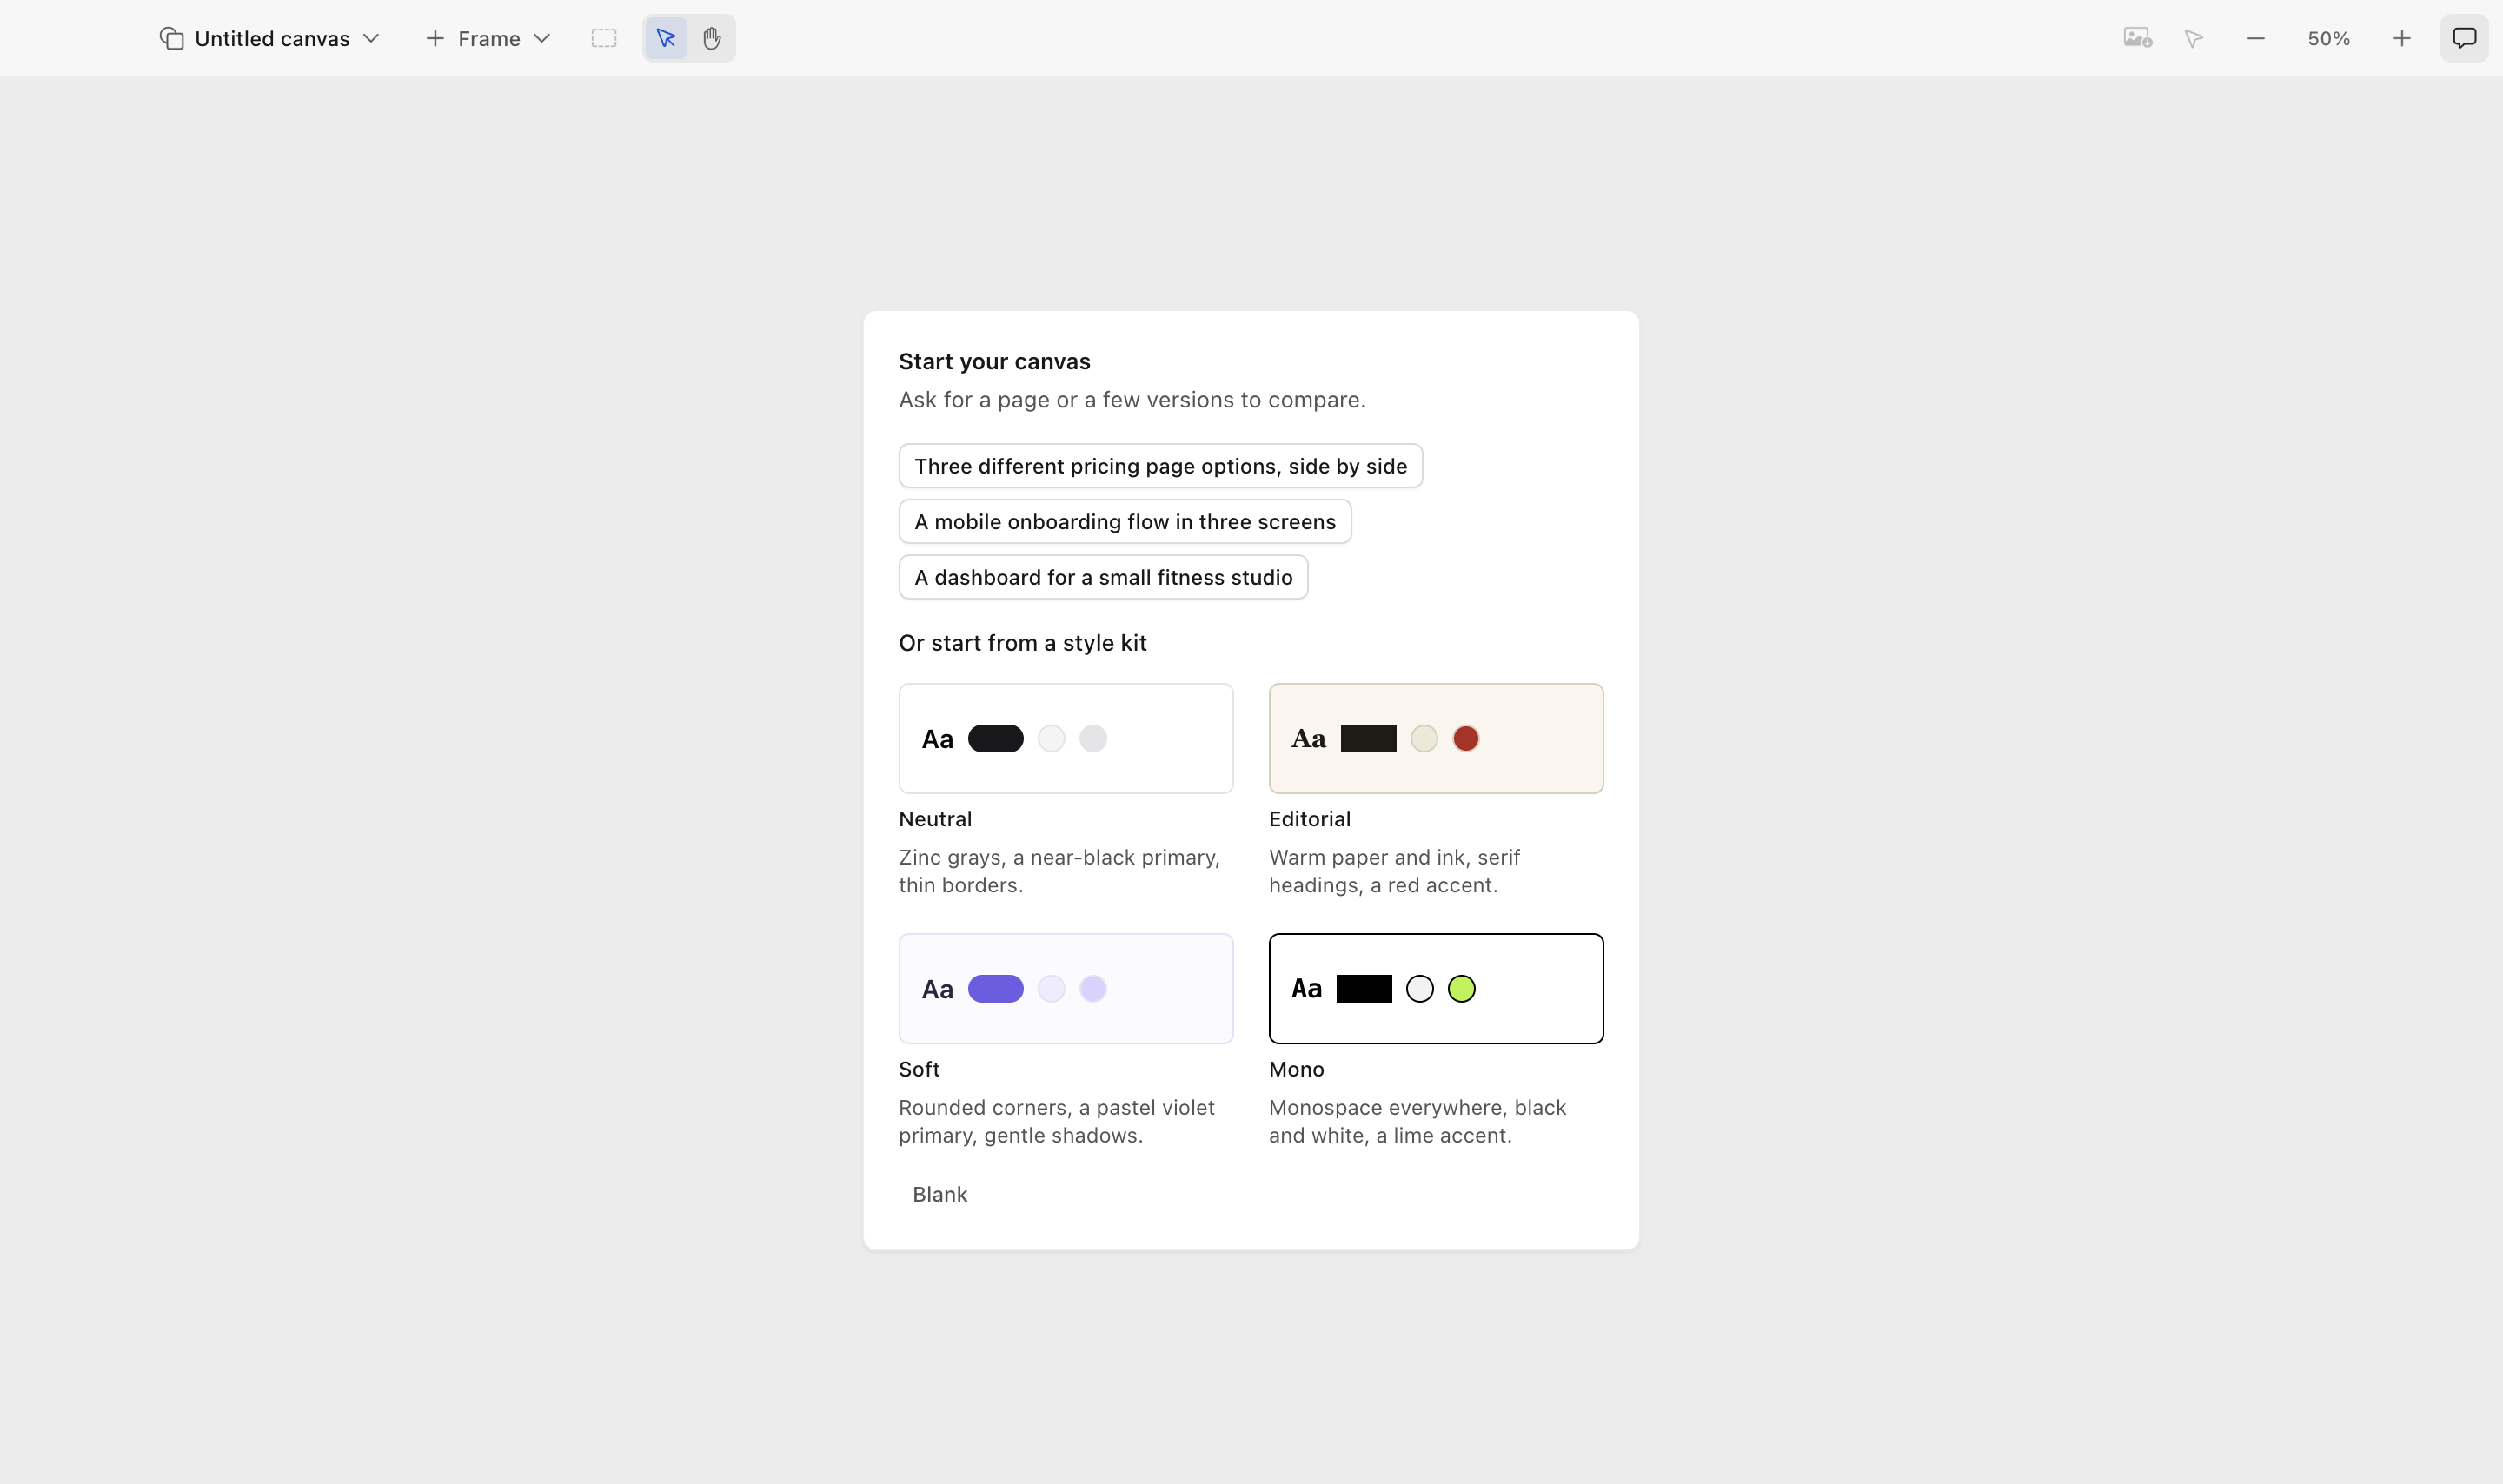 Untitled canvas
Frame
50%
Start your canvas
Ask for a page or a few versions to compare.
Three different pricing page options, side by side
A mobile onboarding flow in three screens
A dashboard for a small fitness studio
Or start from a style kit
Aa
Neutral
Zinc grays, a near-black primary,
thin borders.
Aa
Editorial
Warm paper and ink, serif
headings, a red accent.
Aa
Soft
Rounded corners, a pastel violet
primary, gentle shadows.
Aa
Mono
Monospace everywhere, black
and white, a lime accent.
Blank